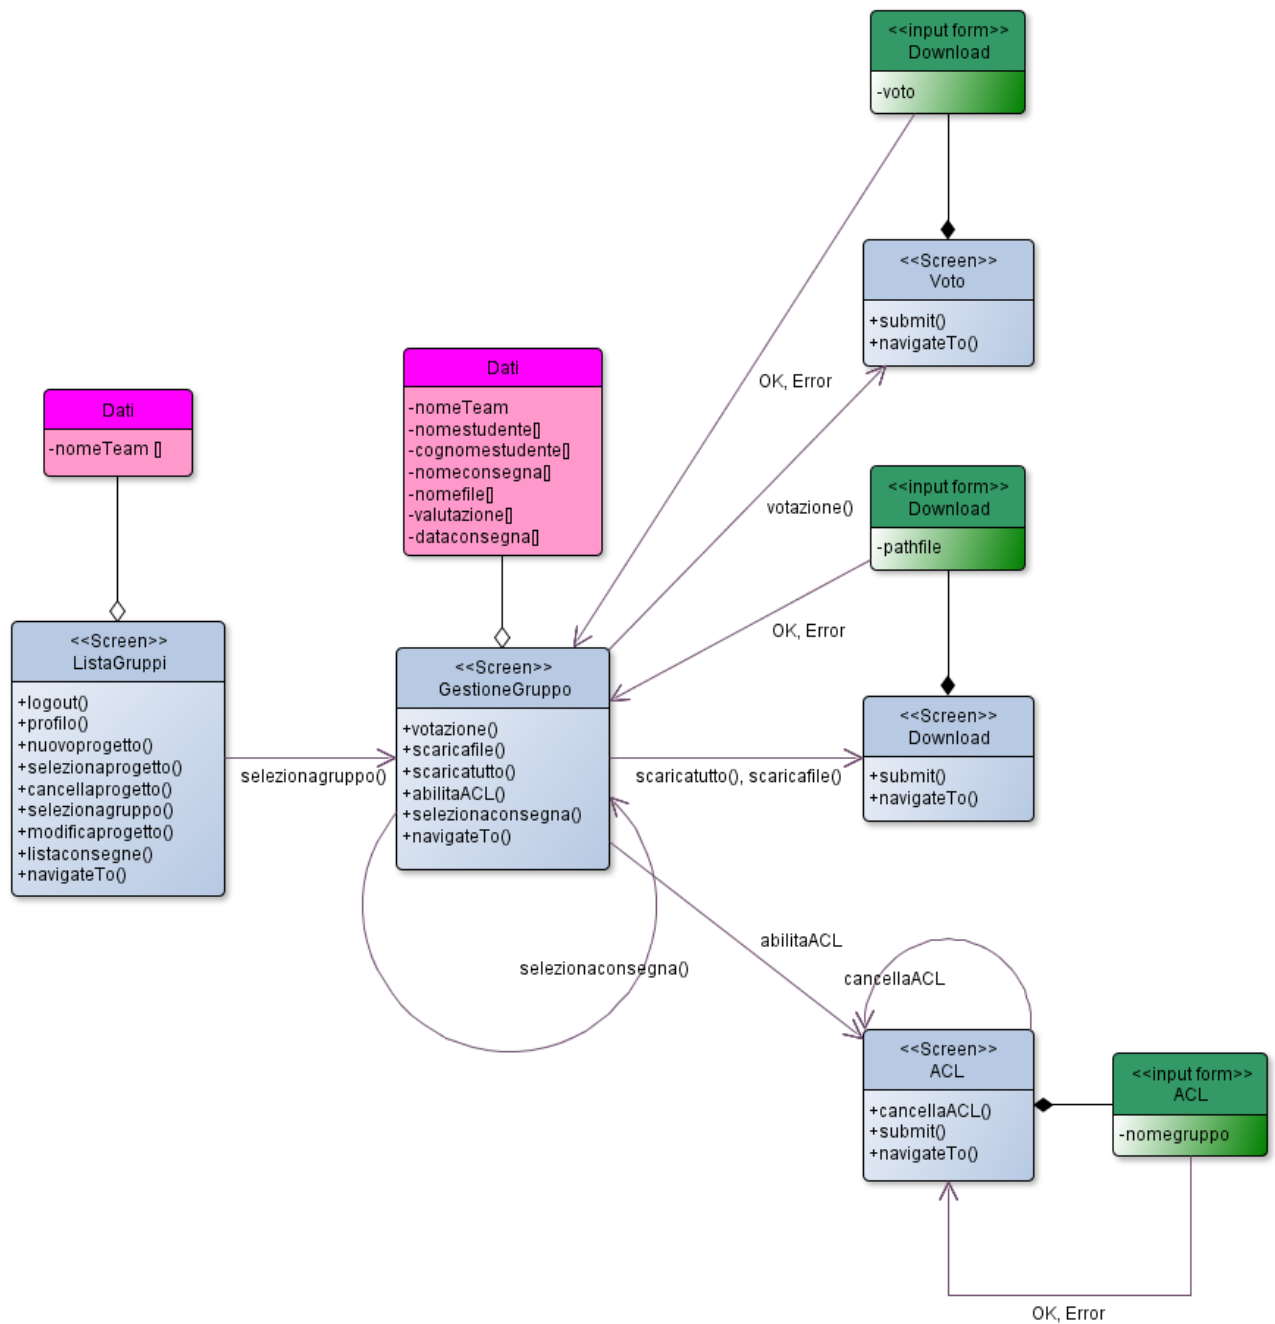 <<input form>>
Download
-voto
<<Screen>>
Voto
+submit()
+navigateTo()
OK, Error
votazione()
Dati
-nomeTeam []
Dati
-nomeTeam
-nomestudente[]
-cognomestudente[]
-nomeconsegna[]
-nomefile[]
-valutazione[]
-dataconsegna[]
<<input form>>
Download
-pathfile
OK, Error
<<Screen>>
ListaGruppi
+logout()
+profilo()
+nuovoprogetto()
+selezionaprogetto()
+cancellaprogetto()
+selezionagruppo()
+modificaprogetto()
+listaconsegne()
+navigateTo()
selezionagruppo()
<<Screen>>
GestioneGruppo
+votazione()
+scaricafile()
+scaricatutto()
+abilitaACL()
+selezionaconsegna()
+navigateTo()
scaricatutto(), scaricafile()
<<Screen>>
Download
+submit()
+navigateTo()
selezionaconsegna()
abilitaACL
cancellaACL
<<Screen>>
ACL
+cancellaACL()
+submit()
+navigateTo()
<<input form>>
ACL
-nomegruppo
OK, Error